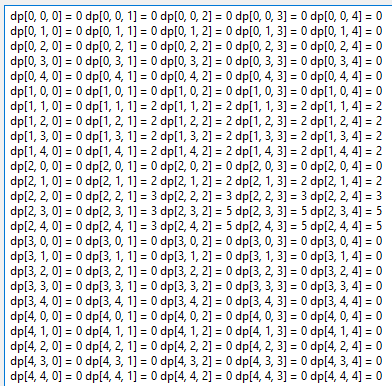 dp[0, 0, 0] = 0 dp[0, 0, 1] = 0 dp[0, 0, 2] = 0 dp[0, 0, 3] = 0 dp[0, 0, 4] = 0
dp[0, 1, 0] = 0 dp[0, 1, 1] = 0 dp[0, 1, 2] = 0 dp[0, 1, 3] = 0 dp[0, 1, 4] = 0
dp[0, 2, 0] = 0 dp[0, 2, 1] = 0 dp[0, 2, 2] = 0 dp[0, 2, 3] = 0 dp[0, 2, 4] = 0
dp[0, 3, 0] = 0 dp[0, 3, 1] = 0 dp[0, 3, 2] = 0 dp[0, 3, 3] = 0 dp[0, 3, 4] = 0
dp[0, 4, 0] = 0 dp[0, 4, 1] = 0 dp[0, 4, 2] = 0 dp[0, 4, 3] = 0 dp[0, 4, 4] = 0
dp[1, 0, 0] = 0 dp[1, 0, 1] = 0 dp[1, 0, 2] = 0 dp[1, 0, 3] = 0 dp[1, 0, 4] = 0
dp[1, 1, 0] = 0 dp[1, 1, 1] = 2 dp[1, 1, 2] = 2 dp[1, 1, 3] = 2 dp[1, 1, 4] = 2
dp[1, 2, 0] = 0 dp[1, 2, 1] = 2 dp[1, 2, 2] = 2 dp[1, 2, 3] = 2 dp[1, 2, 4] = 2
dp[1, 3, 0] = 0 dp[1, 3, 1] = 2 dp[1, 3, 2] = 2 dp[1, 3, 3] = 2 dp[1, 3, 4] = 2
dp[1, 4, 0] = 0 dp[1, 4, 1] = 2 dp[1, 4, 2] = 2 dp[1, 4, 3] = 2 dp[1, 4, 4] = 2
dp[2, 0, 0] = 0 dp[2, 0, 1] = 0 dp[2, 0, 2] = 0 dp[2, 0, 3] = 0 dp[2, 0, 4] = 0
dp[2, 1, 0] = 0 dp[2, 1, 1] = 2 dp[2, 1, 2] = 2 dp[2, 1, 3] = 2 dp[2, 1, 4] = 2
dp[2, 2, 0] = 0 dp[2, 2, 1] = 3 dp[2, 2, 2] = 3 dp[2, 2, 3] = 3 dp[2, 2, 4] = 3
dp[2, 3, 0] = 0 dp[2, 3, 1] = 3 dp[2, 3, 2] = 5 dp[2, 3, 3] = 5 dp[2, 3, 4] = 5
dp[2, 4, 0] = 0 dp[2, 4, 1] = 3 dp[2, 4, 2] = 5 dp[2, 4, 3] = 5 dp[2, 4, 4] = 5
dp[3, 0, 0] = 0 dp[3, 0, 1] = 0 dp[3, 0, 2] = 0 dp[3, 0, 3] = 0 dp[3, 0, 4] = 0
dp[3, 1, 0] = 0 dp[3, 1, 1] = 0 dp[3, 1, 2] = 0 dp[3, 1, 3] = 0 dp[3, 1, 4] = 0
dp[3, 2, 0] = 0 dp[3, 2, 1] = 0 dp[3, 2, 2] = 0 dp[3, 2, 3] = 0 dp[3, 2, 4] = 0
dp[3, 3, 0] = 0 dp[3, 3, 1] = 0 dp[3, 3, 2] = 0 dp[3, 3, 3] = 0 dp[3, 3, 4] = 0
dp[3, 4, 0] = 0 dp[3, 4, 1] = 0 dp[3, 4, 2] = 0 dp[3, 4, 3] = 0 dp[3, 4, 4] = 0
dp[4, 0, 0] = 0 dp[4, 0, 1] = 0 dp[4, 0, 2] = 0 dp[4, 0, 3] = 0 dp[4, 0, 4] = 0
dp[4, 1, 0] = 0 dp[4, 1, 1] = 0 dp[4, 1, 2] = 0 dp[4, 1, 3] = 0 dp[4, 1, 4] = 0
dp[4, 2, 0] = 0 dp[4, 2, 1] = 0 dp[4, 2, 2] = 0 dp[4, 2, 3] = 0 dp[4, 2, 4] = 0
dp[4, 3, 0] = 0 dp[4, 3, 1] = 0 dp[4, 3, 2] = 0 dp[4, 3, 3] = 0 dp[4, 3, 4] = 0
dp[4, 4, 0] = 0 dp[4, 4, 1] = 0 dp[4, 4, 2] = 0 dp[4, 4, 3] = 0 dp[4, 4, 4] = 0